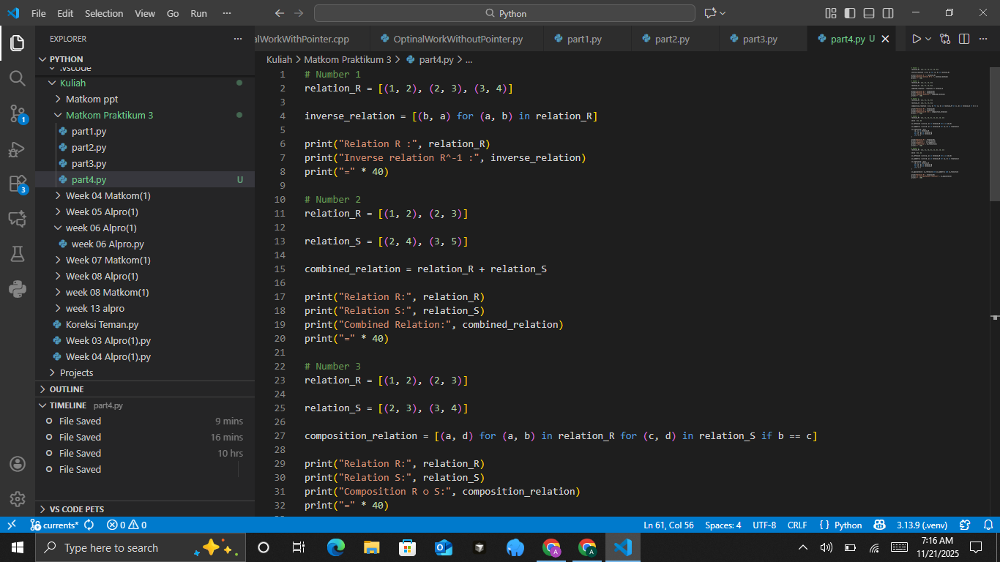 File Edit Selection View Go Run ··· Python
EXPLORER ···
PYTHON
.vscode
Kuliah
Matkom ppt
Matkom Praktikum 3
part1.py
part2.py
part3.py
part4.py U
Week 04 Matkom(1)
Week 05 Alpro(1)
week 06 Alpro(1)
week 06 Alpro.py
Week 07 Matkom(1)
Week 08 Alpro(1)
week 08 Matkom(1)
week 13 alpro
Koreksi Teman.py
Week 03 Alpro(1).py
Week 04 Alpro(1).py
Projects
OUTLINE
TIMELINE part4.py
File Saved 9 mins
File Saved 16 mins
File Saved 10 hrs
File Saved
VS CODE PETS
1
3
alWorkWithPointer.cpp OptinalWorkWithoutPointer.py part1.py part2.py part3.py part4.py U
Kuliah > Matkom Praktikum 3 > part4.py > ...
1 # Number 1
2 relation_R = [(1, 2), (2, 3), (3, 4)]
3
4 inverse_relation = [(b, a) for (a, b) in relation_R]
5
6 print("Relation R :", relation_R)
7 print("Inverse relation R^-1 :", inverse_relation)
8 print("=" * 40)
9
10 # Number 2
11 relation_R = [(1, 2), (2, 3)]
12
13 relation_S = [(2, 4), (3, 5)]
14
15 combined_relation = relation_R + relation_S
16
17 print("Relation R:", relation_R)
18 print("Relation S:", relation_S)
19 print("Combined Relation:", combined_relation)
20 print("=" * 40)
21
22 # Number 3
23 relation_R = [(1, 2), (2, 3)]
24
25 relation_S = [(2, 3), (3, 4)]
26
27 composition_relation = [(a, d) for (a, b) in relation_R for (c, d) in relation_S if b == c]
28
29 print("Relation R:", relation_R)
30 print("Relation S:", relation_S)
31 print("Composition R o S:", composition_relation)
32 print("=" * 40)
currents* 0 0 Ln 61, Col 56 Spaces: 4 UTF-8 CRLF { } Python 3.13.9 (.venv)
Type here to search
7:16 AM
11/21/2025